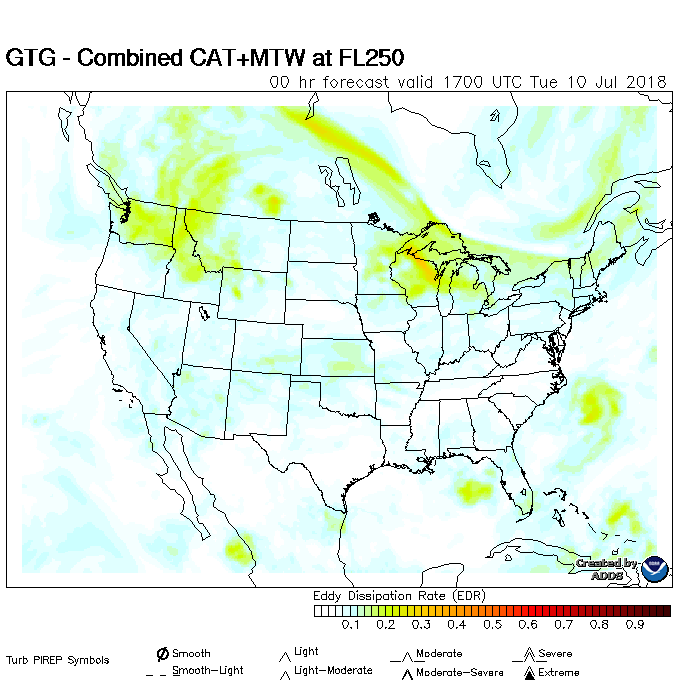 GTG - Combined CAT+MTW at FL250
00 hr forecast valid 1700 UTC Tue 10 Jul 2018
Created by
ADDS
Eddy Dissipation Rate (EDR)
0.1 0.2 0.3 0.4 0.5 0.6 0.7 0.8 0.9
Turb PIREP Symbols
Smooth Light Moderate Severe
Smooth-Light Light-Moderate Moderate-Severe Extreme